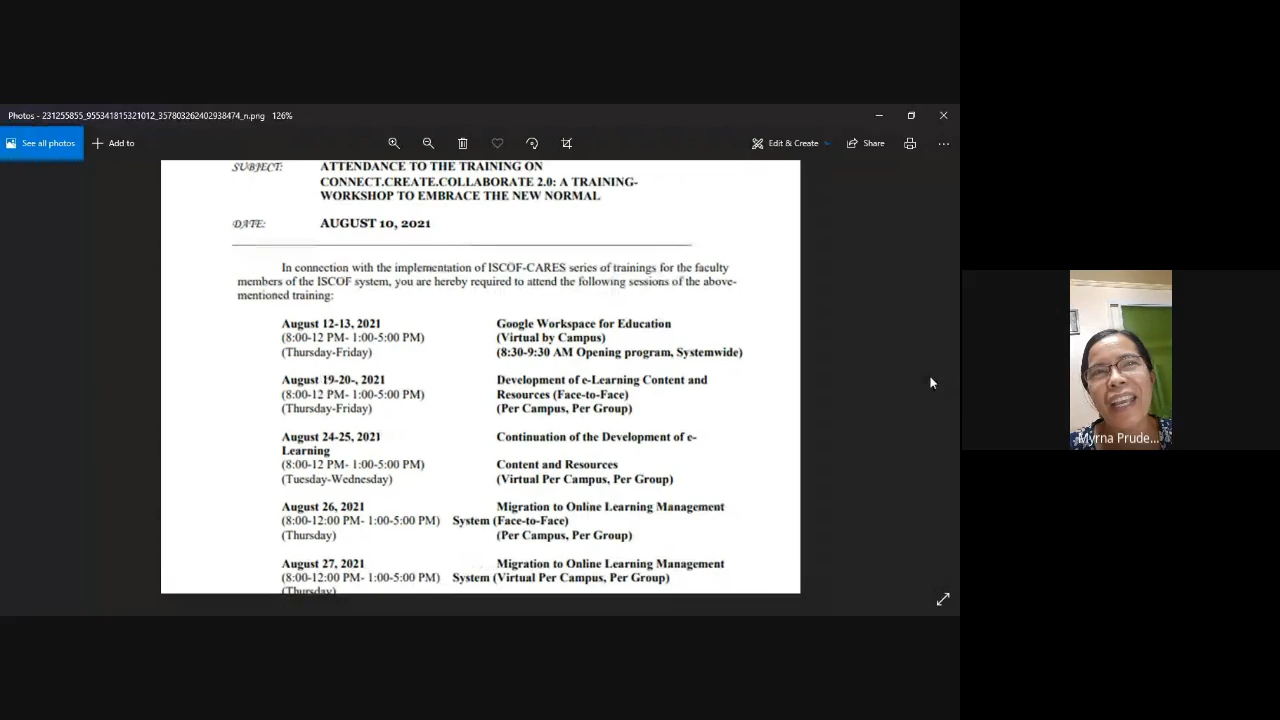 Photos - 231255855_955341815321012_357803262402938474_n.png 126%
See all photos
Add to
Edit & Create
Share
SUBJECT: ATTENDANCE TO THE TRAINING ON
CONNECT.CREATE.COLLABORATE 2.0: A TRAINING-
WORKSHOP TO EMBRACE THE NEW NORMAL
DATE: AUGUST 10, 2021
In connection with the implementation of ISCOF-CARES series of trainings for the faculty
members of the ISCOF system, you are hereby required to attend the following sessions of the above-
mentioned training:
August 12-13, 2021 Google Workspace for Education
(8:00-12 PM- 1:00-5:00 PM) (Virtual by Campus)
(Thursday-Friday) (8:30-9:30 AM Opening program, Systemwide)
August 19-20-, 2021 Development of e-Learning Content and
(8:00-12 PM- 1:00-5:00 PM) Resources (Face-to-Face)
(Thursday-Friday) (Per Campus, Per Group)
August 24-25, 2021 Continuation of the Development of e-
Learning
(8:00-12 PM- 1:00-5:00 PM) Content and Resources
(Tuesday-Wednesday) (Virtual Per Campus, Per Group)
August 26, 2021 Migration to Online Learning Management
(8:00-12:00 PM- 1:00-5:00 PM) System (Face-to-Face)
(Thursday) (Per Campus, Per Group)
August 27, 2021 Migration to Online Learning Management
(8:00-12:00 PM- 1:00-5:00 PM) System (Virtual Per Campus, Per Group)
(Thursday)
Myrna Prude...